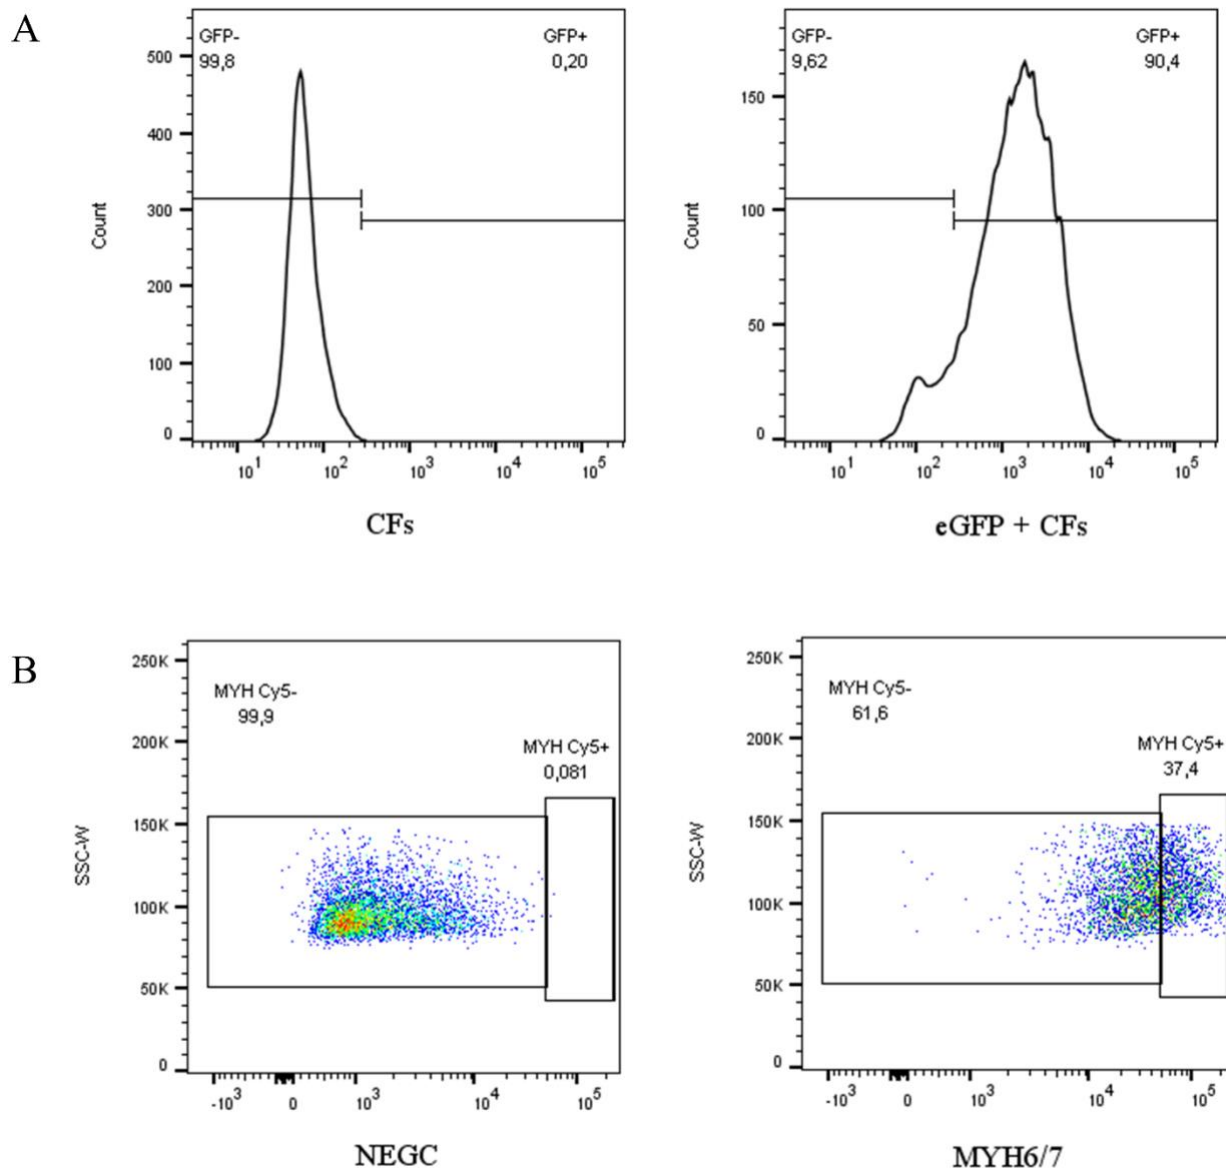 A
GFP-
99,8
GFP+
0,20
500
400
300
200
100
0
Count
10^1 10^2 10^3 10^4 10^5
CFs
GFP-
9,62
GFP+
90,4
150
100
50
0
Count
10^1 10^2 10^3 10^4 10^5
eGFP + CFs
B
250K
200K
150K
100K
50K
0
SSC-W
MYH Cy5-
99,9
MYH Cy5+
0,081
-10^3 0 10^3 10^4 10^5
NEGC
250K
200K
150K
100K
50K
0
SSC-W
MYH Cy5-
61,6
MYH Cy5+
37,4
-10^3 0 10^3 10^4 10^5
MYH6/7